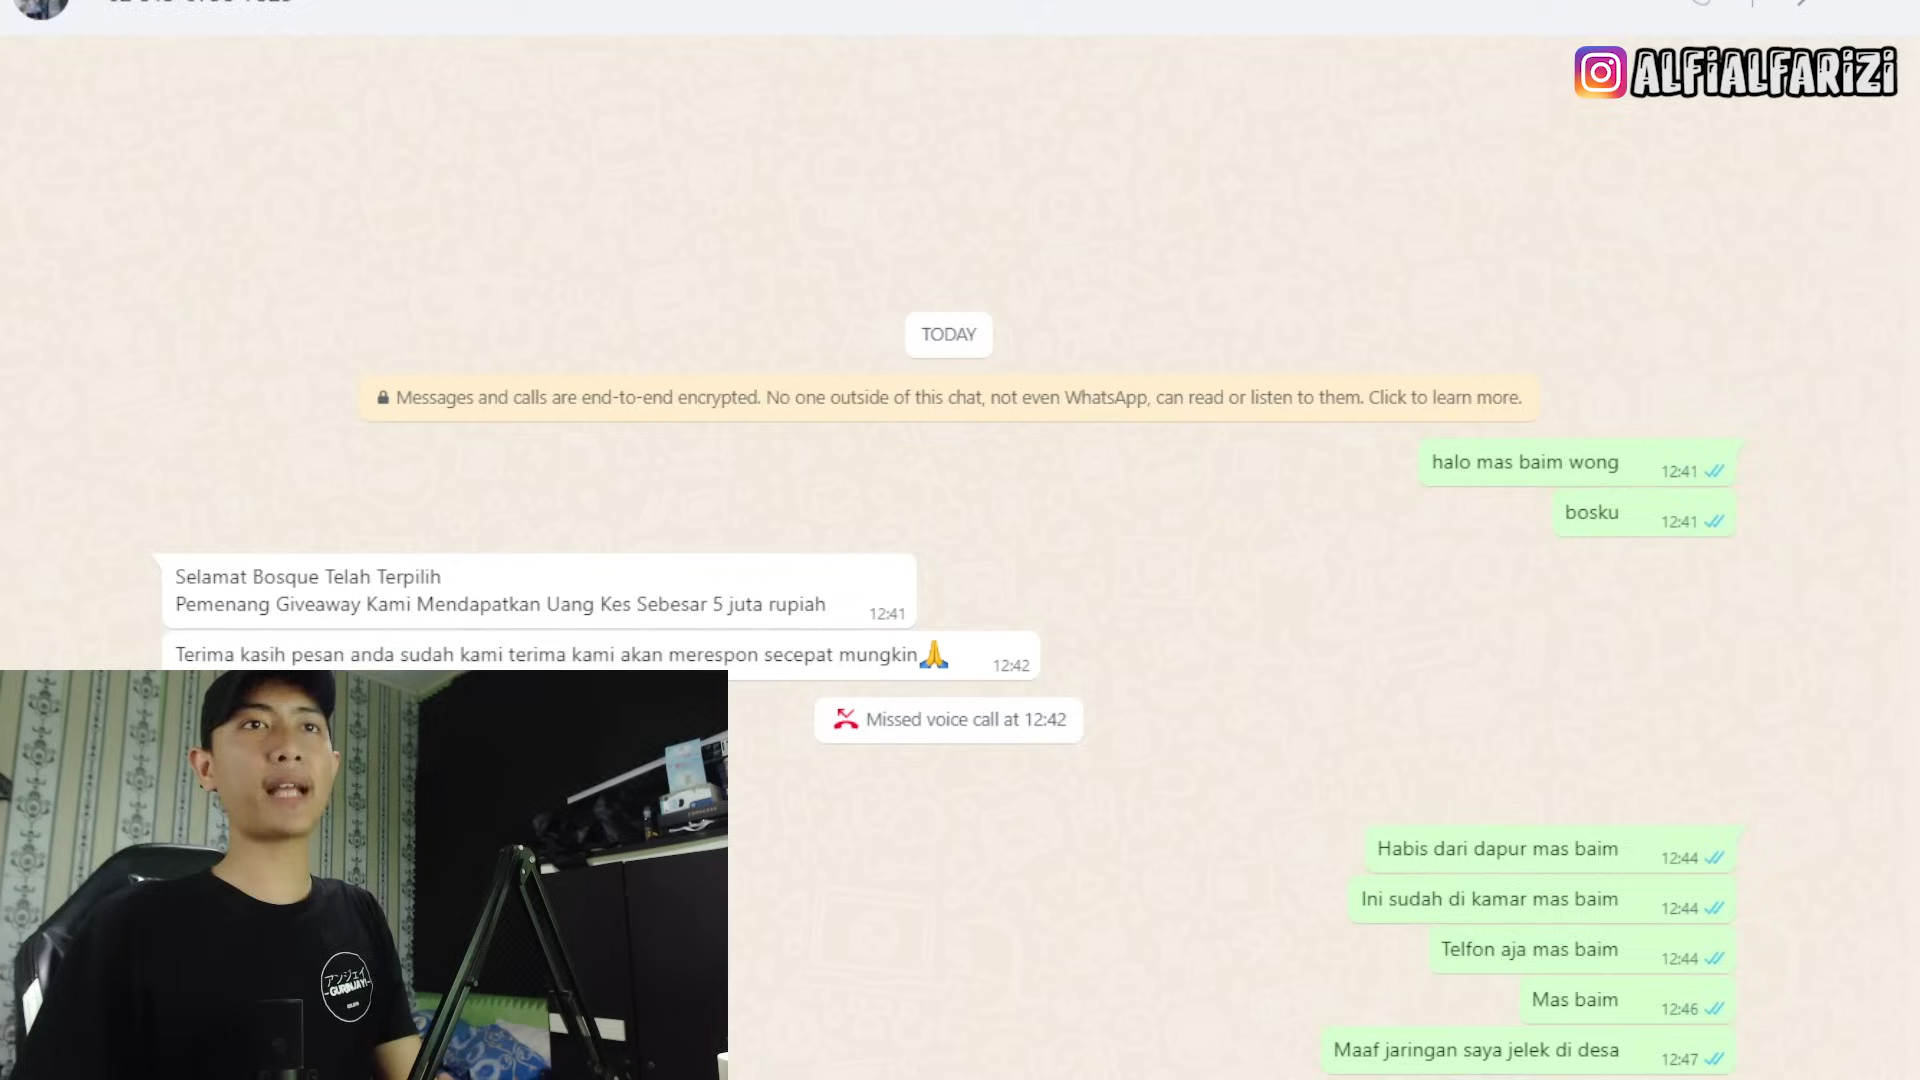 ALFIALFARIZI
TODAY
Messages and calls are end-to-end encrypted. No one outside of this chat, not even WhatsApp, can read or listen to them. Click to learn more.
halo mas baim wong 12:41
bosku 12:41
Selamat Bosque Telah Terpilih
Pemenang Giveaway Kami Mendapatkan Uang Kes Sebesar 5 juta rupiah 12:41
Terima kasih pesan anda sudah kami terima kami akan merespon secepat mungkin🙏 12:42
Missed voice call at 12:42
Habis dari dapur mas baim 12:44
Ini sudah di kamar mas baim 12:44
Telfon aja mas baim 12:44
Mas baim 12:46
Maaf jaringan saya jelek di desa 12:47
アンジェイ